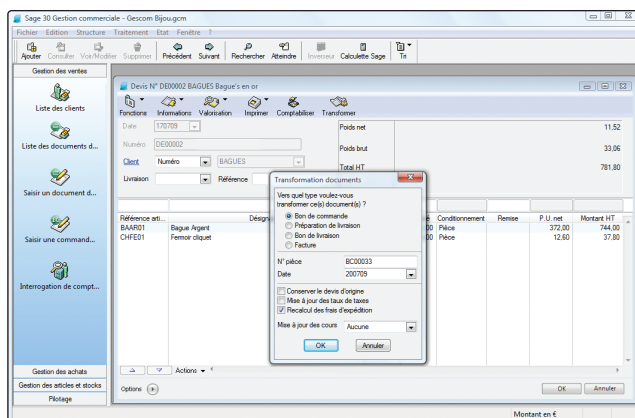 Sage 30 Gestion commerciale - Gescom Bijou.gcm
Fichier Edition Structure Traitement Etat Fenêtre ?
Ajouter Consulter Voir/Modifier Supprimer Précédent Suivant Rechercher Atteindre Inverseur Calculette Sage Tri
Gestion des ventes
Liste des clients
Liste des documents d...
Saisir un document d...
Saisir une command...
Interrogation de compt...
Gestion des achats
Gestion des articles et stocks
Pilotage
Devis N° DE00002 BAGUES Bague's en or
Fonctions Informations Valorisation Imprimer Comptabiliser Transformer
Date 170709
Numéro DE00002
Client Numéro BAGUES
Livraison Référence
Poids net 11,52
Poids brut 33,06
Total HT 781,80
Référence arti... Désign Conditionnement Remise P.U. net Montant HT
BAAR01 Bague Argent 00 Pièce 372,00 744,00
CHFE01 Fermoir cliquet 00 Pièce 12,60 37,80
Transformation documents
Vers quel type voulez-vous
transformer ce(s) document(s) ?
Bon de commande
Préparation de livraison
Bon de livraison
Facture
N° pièce BC00033
Date 200709
Conserver le devis d'origine
Mise à jour des taux de taxes
Recalcul des frais d'expédition
Mise à jour des cours Aucune
OK Annuler
Actions
Options OK Annuler
Montant en €